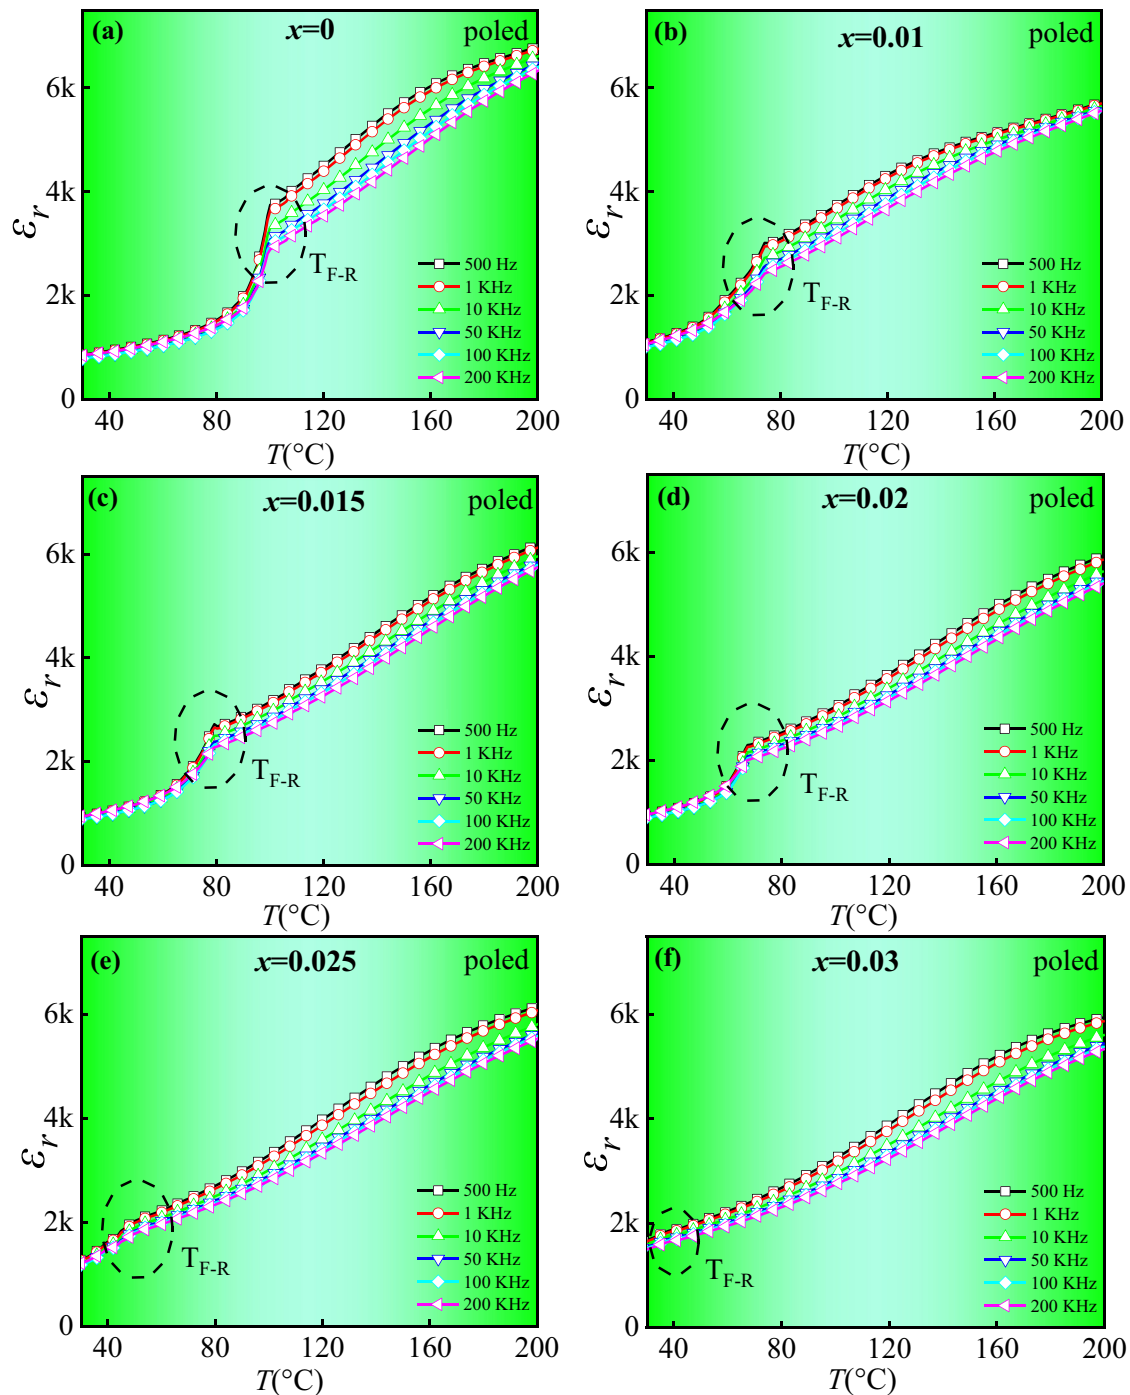 (a) x=0 poled
6k
4k
2k
0
εr
TF-R
500 Hz
1 KHz
10 KHz
50 KHz
100 KHz
200 KHz
40 80 120 160 200
T(°C)
(b) x=0.01 poled
6k
4k
2k
0
εr
TF-R
500 Hz
1 KHz
10 KHz
50 KHz
100 KHz
200 KHz
40 80 120 160 200
T(°C)
(c) x=0.015 poled
6k
4k
2k
0
εr
TF-R
500 Hz
1 KHz
10 KHz
50 KHz
100 KHz
200 KHz
40 80 120 160 200
T(°C)
(d) x=0.02 poled
6k
4k
2k
0
εr
TF-R
500 Hz
1 KHz
10 KHz
50 KHz
100 KHz
200 KHz
40 80 120 160 200
T(°C)
(e) x=0.025 poled
6k
4k
2k
0
εr
TF-R
500 Hz
1 KHz
10 KHz
50 KHz
100 KHz
200 KHz
40 80 120 160 200
T(°C)
(f) x=0.03 poled
6k
4k
2k
0
εr
TF-R
500 Hz
1 KHz
10 KHz
50 KHz
100 KHz
200 KHz
40 80 120 160 200
T(°C)